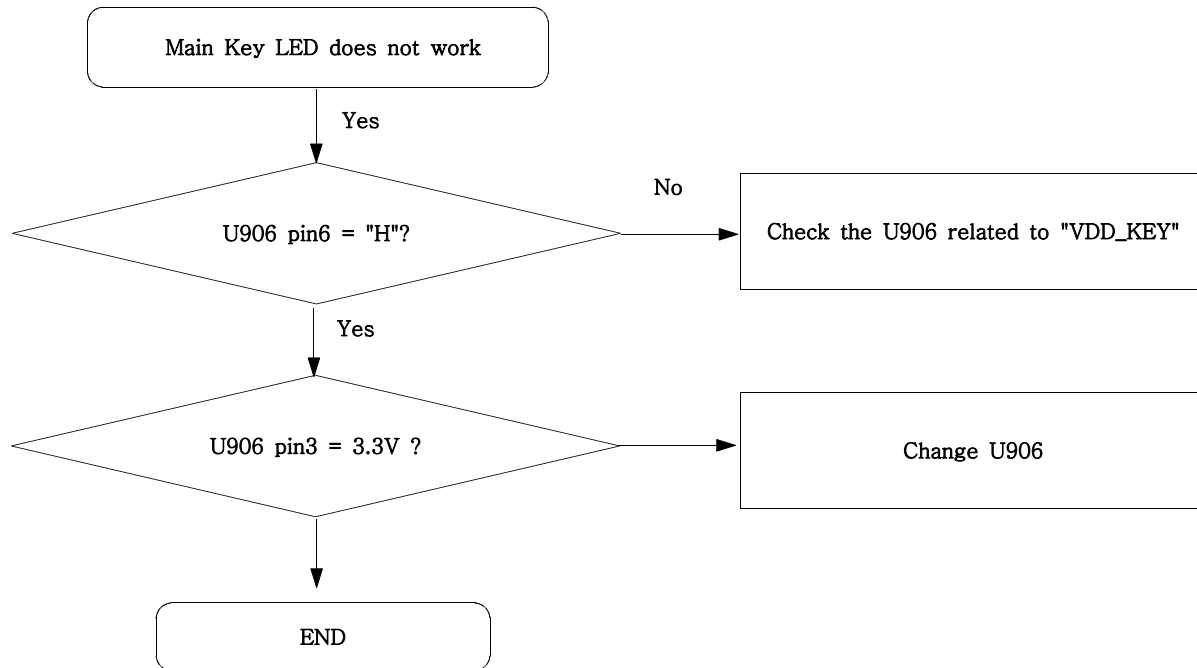 Main Key LED does not work
Yes
U906 pin6 = "H"?
No
Check the U906 related to "VDD_KEY"
Yes
U906 pin3 = 3.3V ?
Change U906
END